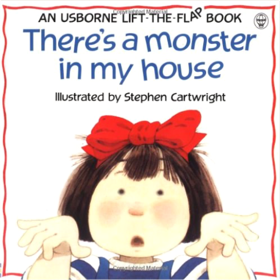 AN USBORNE LIFT-THE-FLAP BOOK
There's a monster
in my house
Illustrated by Stephen Cartwright